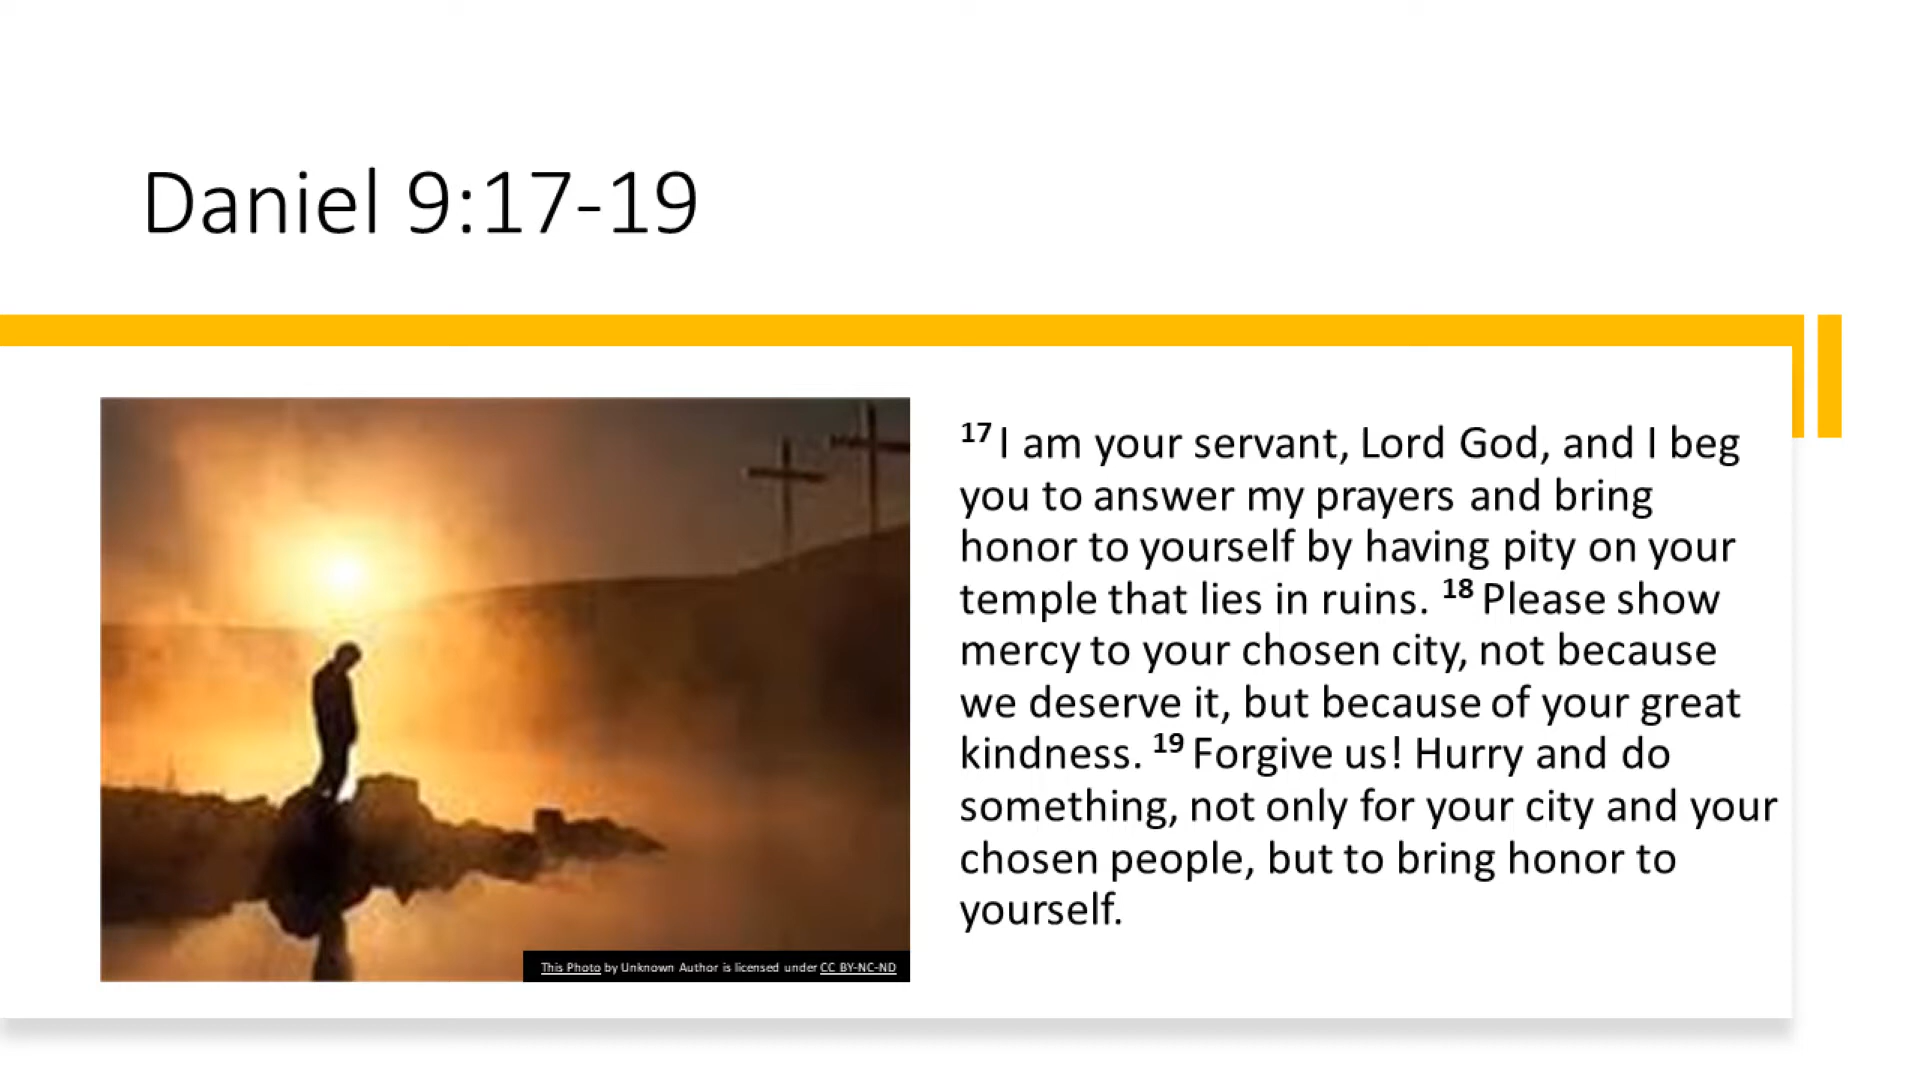 Daniel 9:17-19
17 I am your servant, Lord God, and I beg
you to answer my prayers and bring
honor to yourself by having pity on your
temple that lies in ruins. 18 Please show
mercy to your chosen city, not because
we deserve it, but because of your great
kindness. 19 Forgive us! Hurry and do
something, not only for your city and your
chosen people, but to bring honor to
yourself.
This Photo by Unknown Author is licensed under CC BY-NC-ND